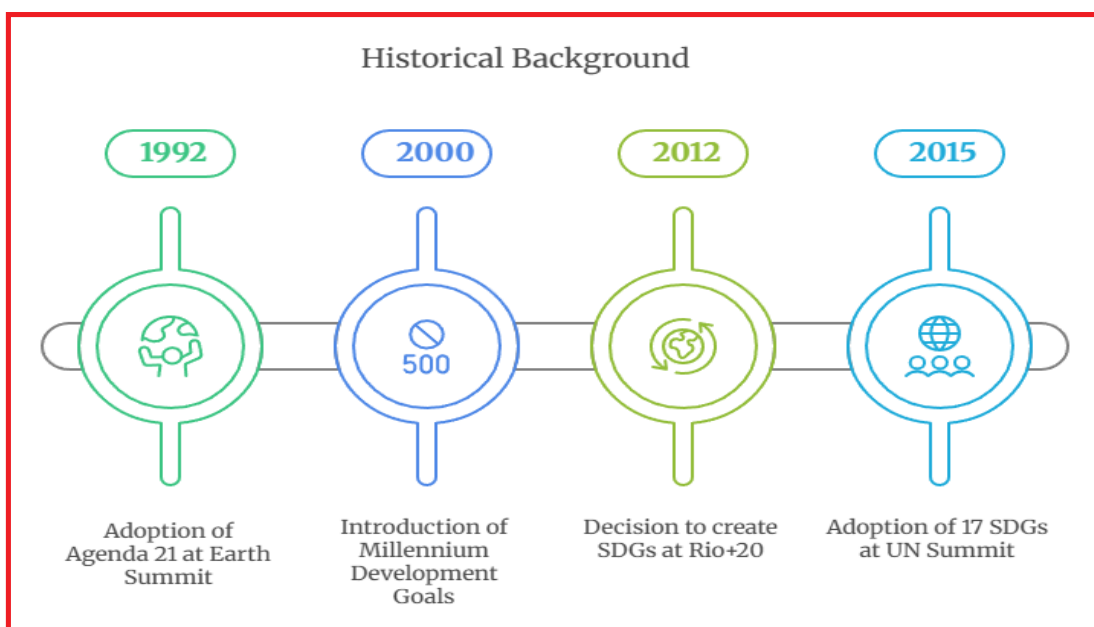 Historical Background
1992
2000
2012
2015
500
Adoption of
Agenda 21 at Earth
Summit
Introduction of
Millennium
Development
Goals
Decision to create
SDGs at Rio+20
Adoption of 17 SDGs
at UN Summit